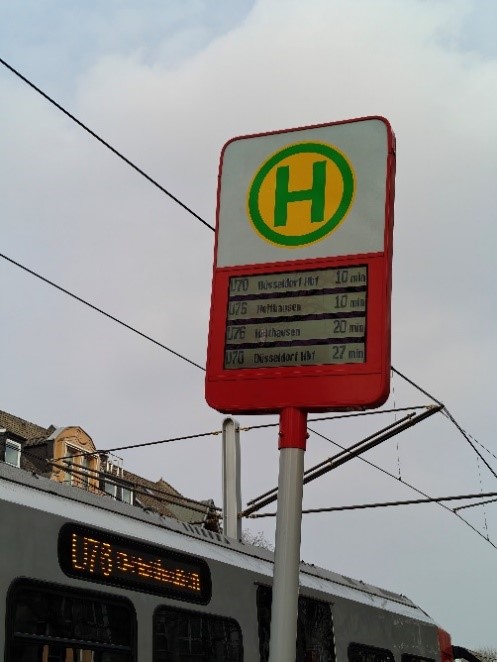 H
U70 Düsseldorf Hbf 10 min
U76 Holthausen 10 min
U76 Holthausen 20 min
U70 Düsseldorf Hbf 27 min
U76